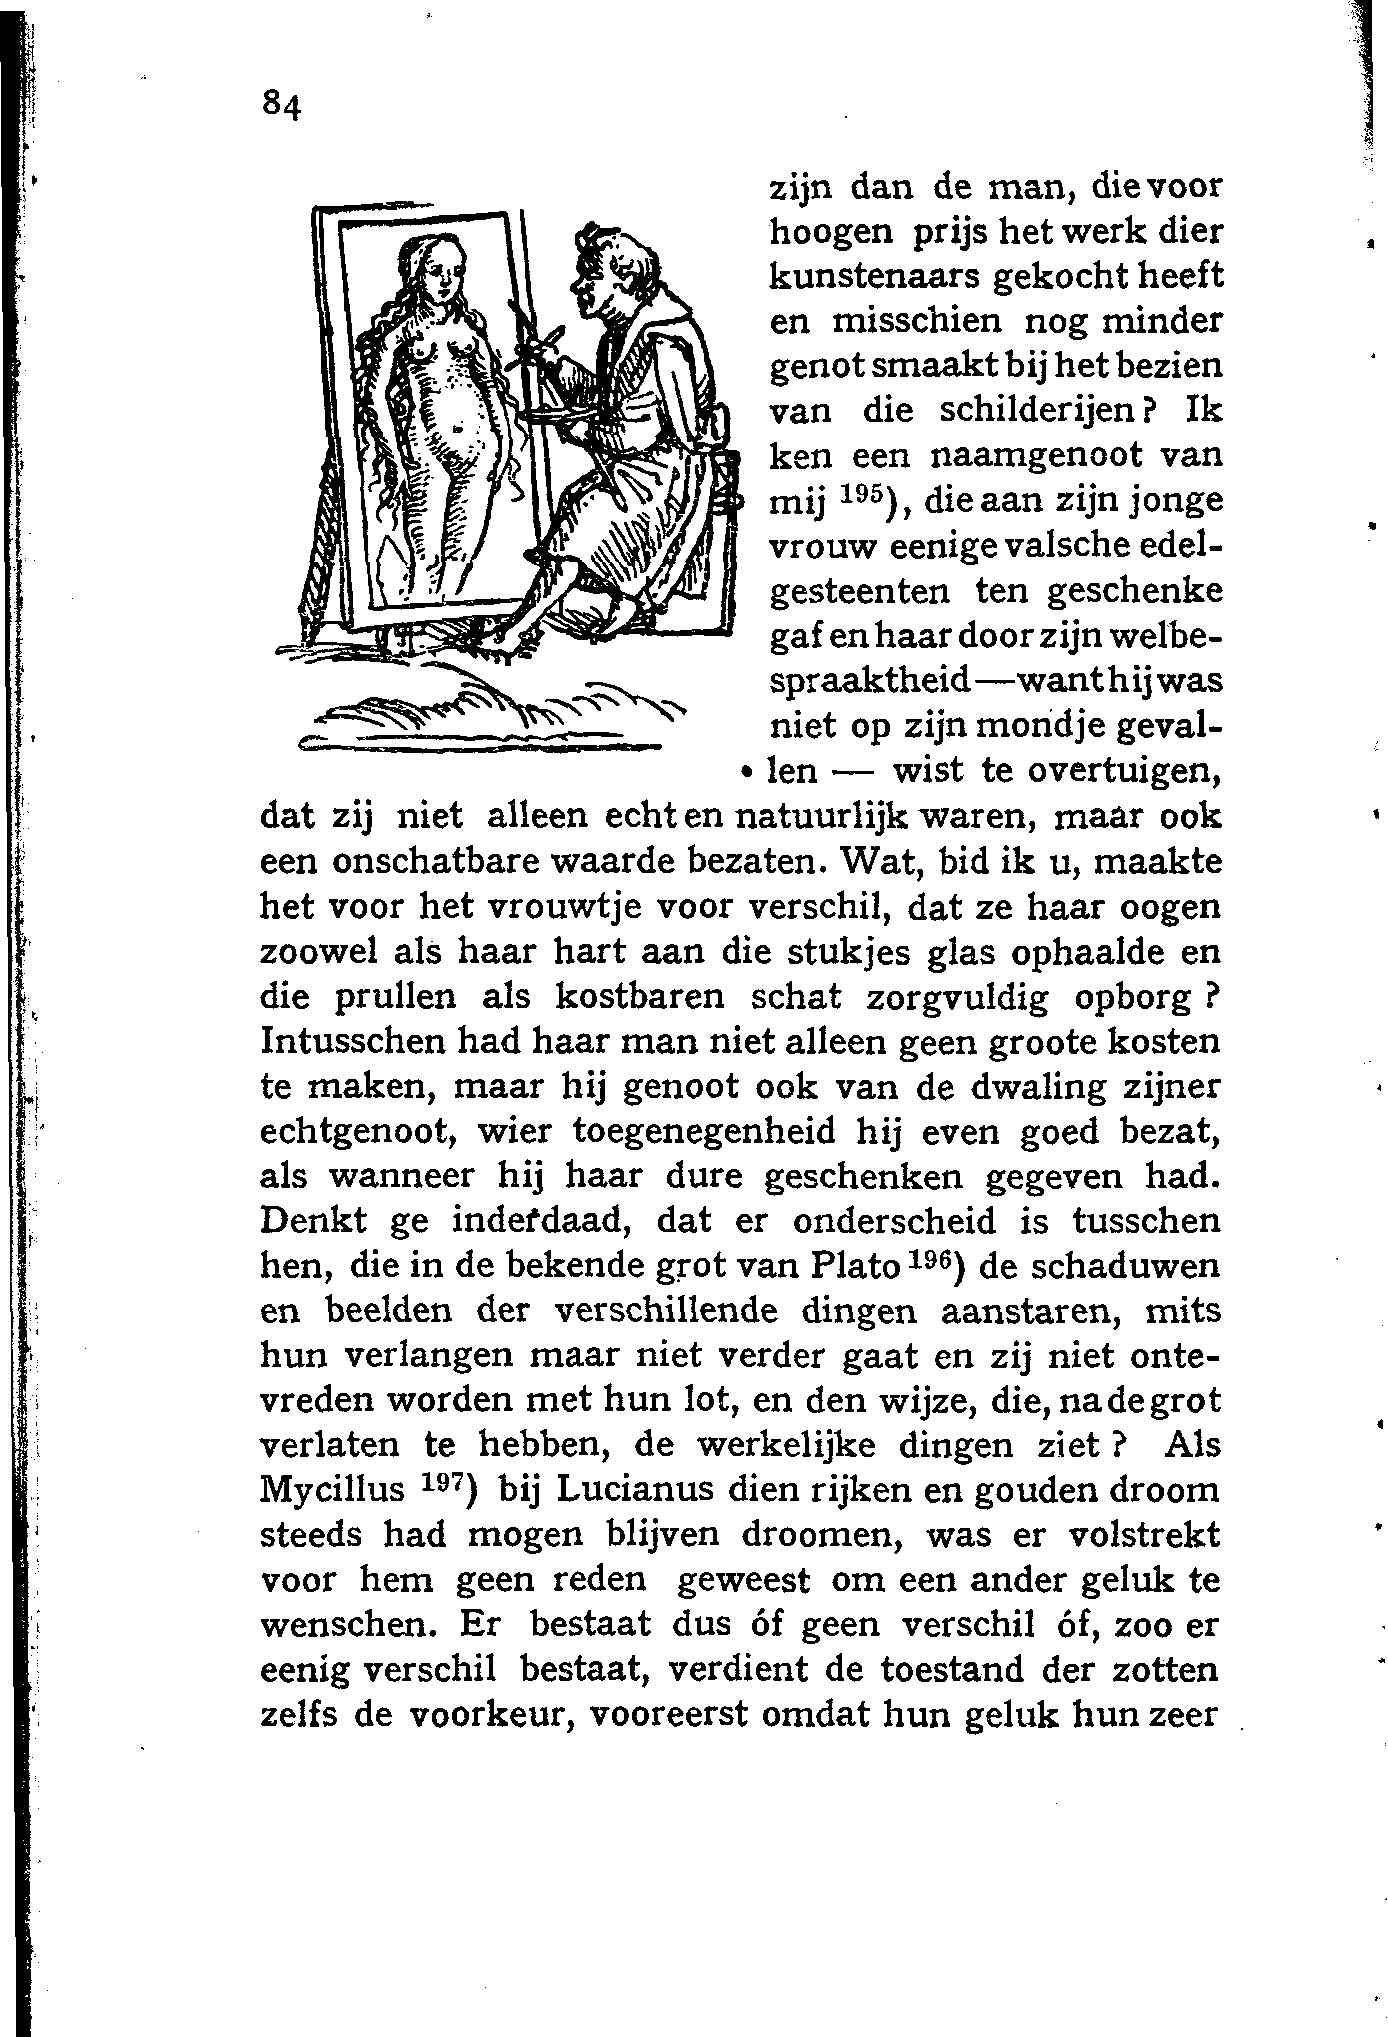 84
zijn dan de man, die voor
hoogen prijs het werk dier
kunstenaars gekocht heeft
en misschien nog minder
genot smaakt bij het bezien
van die schilderijen? Ik
ken een naamgenoot van
mij 195), die aan zijn jonge
vrouw eenige valsche edel-
gesteenten ten geschenke
gaf en haar door zijn welbe-
spraaktheid—want hij was
niet op zijn mondje geval-
len — wist te overtuigen,
dat zij niet alleen echt en natuurlijk waren, maar ook
een onschatbare waarde bezaten. Wat, bid ik u, maakte
het voor het vrouwtje voor verschil, dat ze haar oogen
zoowel als haar hart aan die stukjes glas ophaalde en
die prullen als kostbaren schat zorgvuldig opborg ?
Intusschen had haar man niet alleen geen groote kosten
te maken, maar hij genoot ook van de dwaling zijner
echtgenoot, wier toegenegenheid hij even goed bezat,
als wanneer hij haar dure geschenken gegeven had.
Denkt ge inderdaad, dat er onderscheid is tusschen
hen, die in de bekende grot van Plato 196) de schaduwen
en beelden der verschillende dingen aanstaren, mits
hun verlangen maar niet verder gaat en zij niet onte-
vreden worden met hun lot, en den wijze, die, na de grot
verlaten te hebben, de werkelijke dingen ziet ? Als
Mycillus 197) bij Lucianus dien rijken en gouden droom
steeds had mogen blijven droomen, was er volstrekt
voor hem geen reden geweest om een ander geluk te
wenschen. Er bestaat dus óf geen verschil óf, zoo er
eenig verschil bestaat, verdient de toestand der zotten
zelfs de voorkeur, vooreerst omdat hun geluk hun zeer